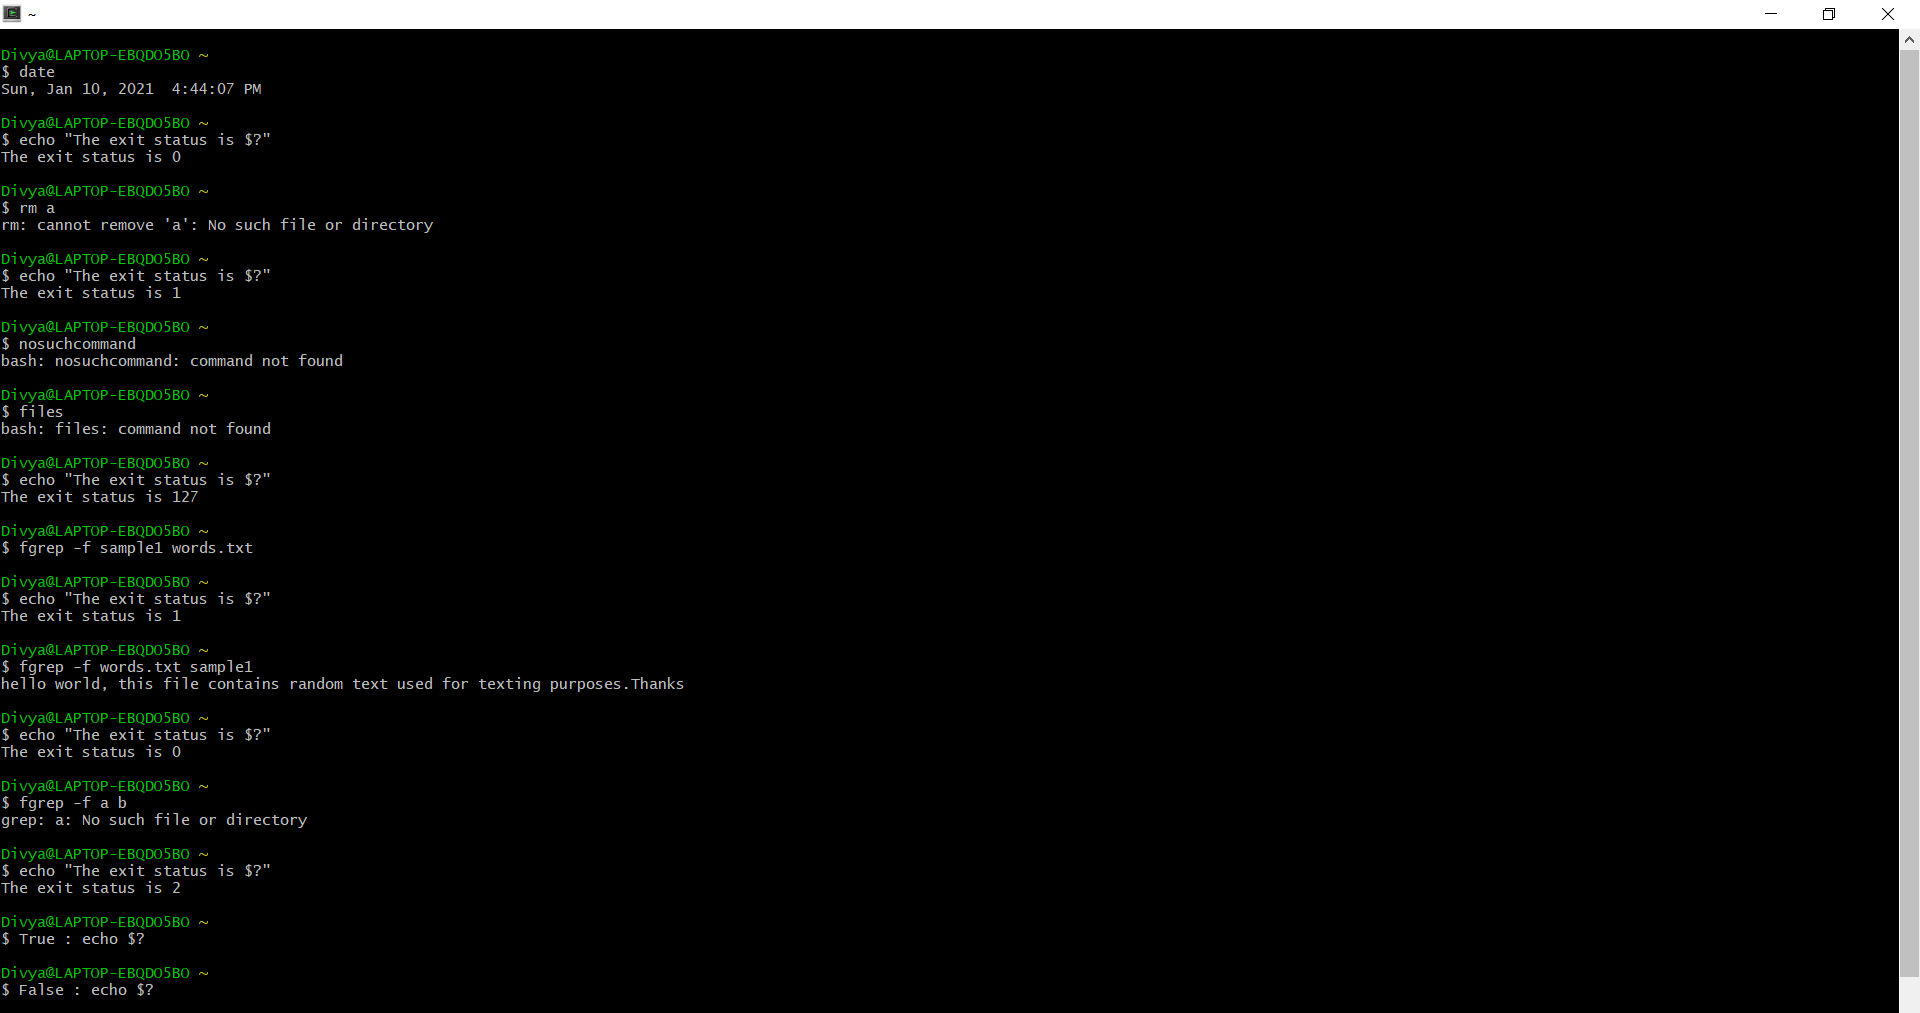 ~
Divya@LAPTOP-EBQDO5BO ~
$ date
Sun, Jan 10, 2021  4:44:07 PM
Divya@LAPTOP-EBQDO5BO ~
$ echo "The exit status is $?"
The exit status is 0
Divya@LAPTOP-EBQDO5BO ~
$ rm a
rm: cannot remove 'a': No such file or directory
Divya@LAPTOP-EBQDO5BO ~
$ echo "The exit status is $?"
The exit status is 1
Divya@LAPTOP-EBQDO5BO ~
$ nosuchcommand
bash: nosuchcommand: command not found
Divya@LAPTOP-EBQDO5BO ~
$ files
bash: files: command not found
Divya@LAPTOP-EBQDO5BO ~
$ echo "The exit status is $?"
The exit status is 127
Divya@LAPTOP-EBQDO5BO ~
$ fgrep -f sample1 words.txt
Divya@LAPTOP-EBQDO5BO ~
$ echo "The exit status is $?"
The exit status is 1
Divya@LAPTOP-EBQDO5BO ~
$ fgrep -f words.txt sample1
hello world, this file contains random text used for texting purposes.Thanks
Divya@LAPTOP-EBQDO5BO ~
$ echo "The exit status is $?"
The exit status is 0
Divya@LAPTOP-EBQDO5BO ~
$ fgrep -f a b
grep: a: No such file or directory
Divya@LAPTOP-EBQDO5BO ~
$ echo "The exit status is $?"
The exit status is 2
Divya@LAPTOP-EBQDO5BO ~
$ True : echo $?
Divya@LAPTOP-EBQDO5BO ~
$ False : echo $?